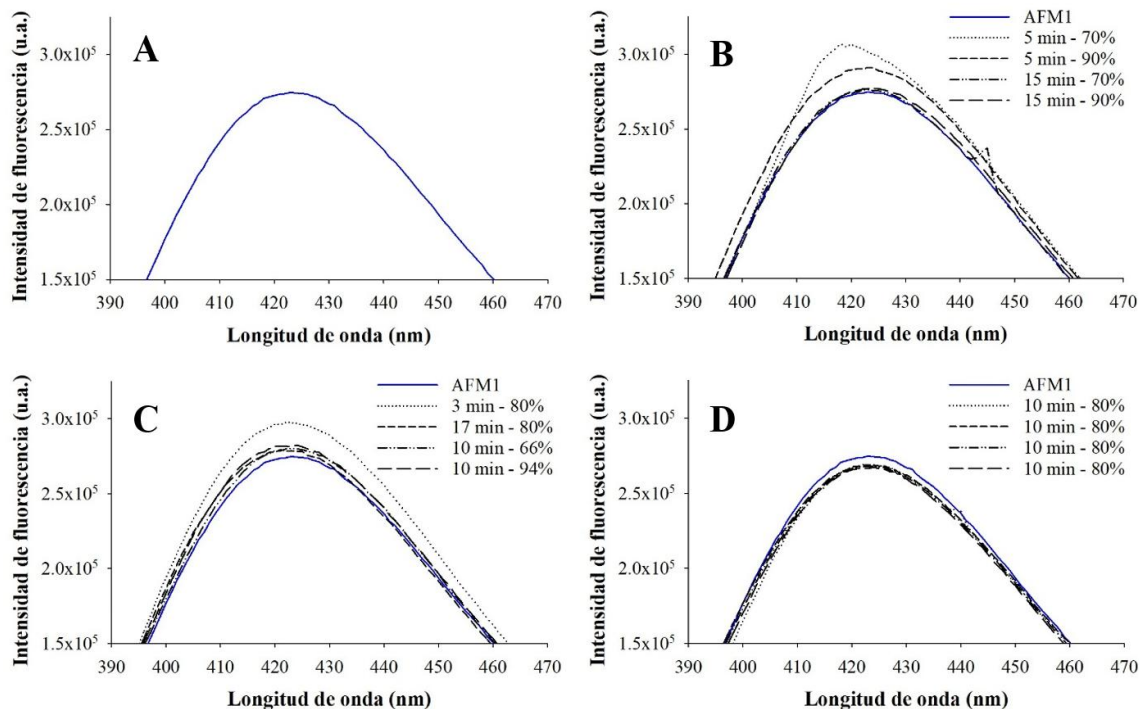 A
Intensidad de fluorescencia (u.a.)
3.0x10⁵
2.5x10⁵
2.0x10⁵
1.5x10⁵
390 400 410 420 430 440 450 460 470
Longitud de onda (nm)
B
AFM1
5 min - 70%
5 min - 90%
15 min - 70%
15 min - 90%
Intensidad de fluorescencia (u.a.)
3.0x10⁵
2.5x10⁵
2.0x10⁵
1.5x10⁵
390 400 410 420 430 440 450 460 470
Longitud de onda (nm)
C
AFM1
3 min - 80%
17 min - 80%
10 min - 66%
10 min - 94%
Intensidad de fluorescencia (u.a.)
3.0x10⁵
2.5x10⁵
2.0x10⁵
1.5x10⁵
390 400 410 420 430 440 450 460 470
Longitud de onda (nm)
D
AFM1
10 min - 80%
10 min - 80%
10 min - 80%
10 min - 80%
Intensidad de fluorescencia (u.a.)
3.0x10⁵
2.5x10⁵
2.0x10⁵
1.5x10⁵
390 400 410 420 430 440 450 460 470
Longitud de onda (nm)